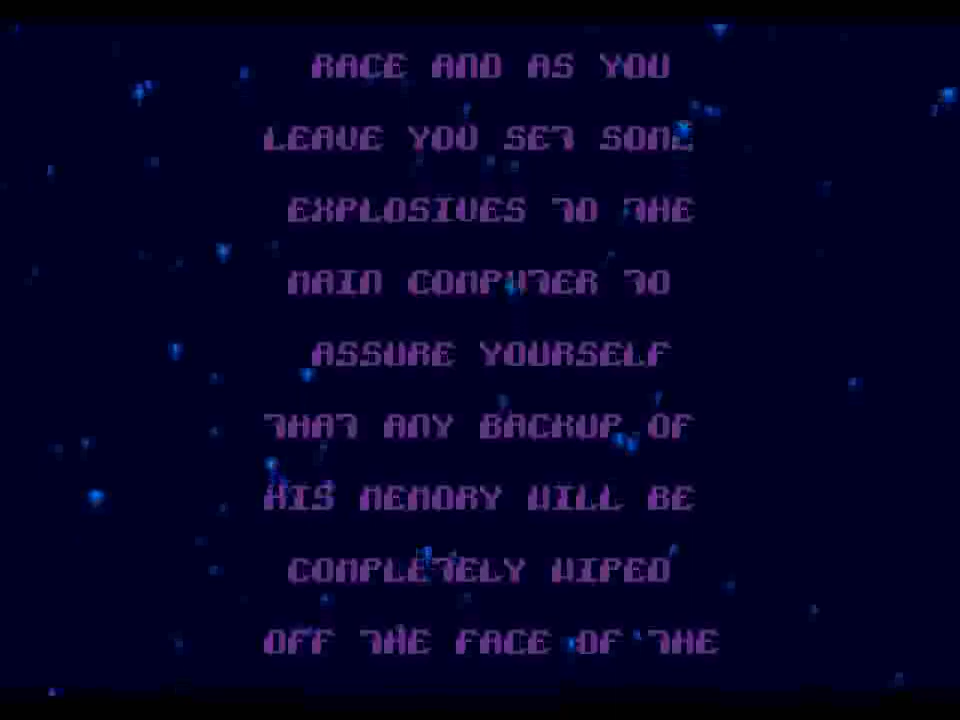 RACE AND AS YOU
LEAVE YOU SET SOME
EXPLOSIVES TO THE
MAIN COMPUTER TO
ASSURE YOURSELF
THAT ANY BACKUP OF
HIS MEMORY WILL BE
COMPLETELY WIPED
OFF THE FACE OF THE